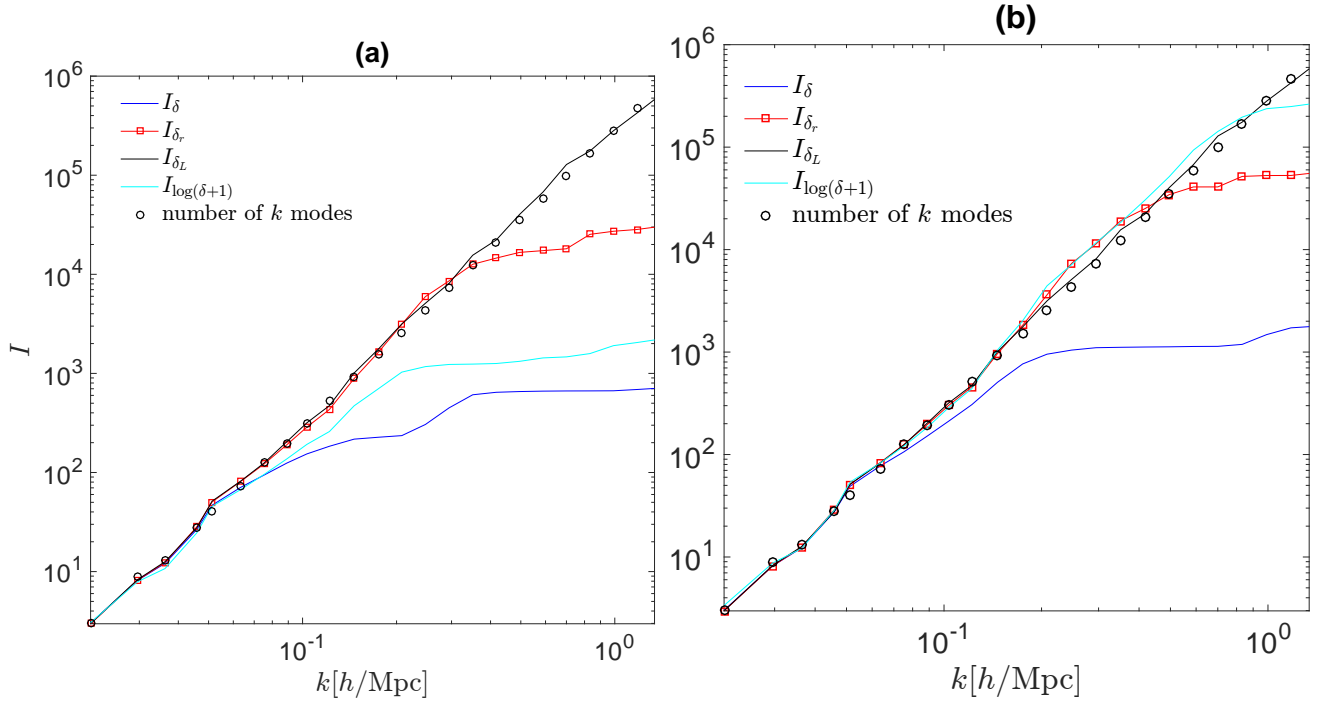 (a)
10^6
10^5
10^4
10^3
10^2
10^1
I
I_δ
I_{δ_r}
I_{δ_L}
I_{log(δ+1)}
number of k modes
10^{-1}
10^0
k[h/Mpc]
(b)
10^6
10^5
10^4
10^3
10^2
10^1
I_δ
I_{δ_r}
I_{δ_L}
I_{log(δ+1)}
number of k modes
10^{-1}
10^0
k[h/Mpc]